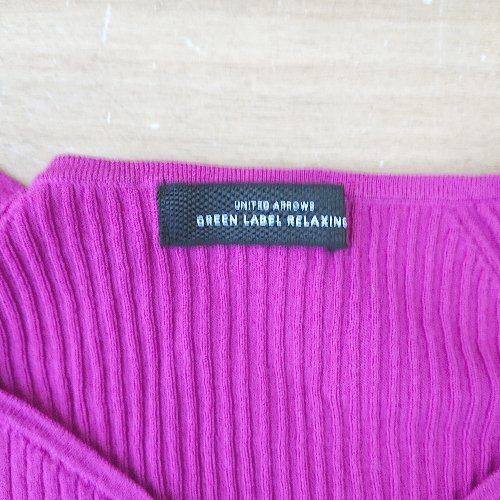 UNITED ARROWS
GREEN LABEL RELAXING